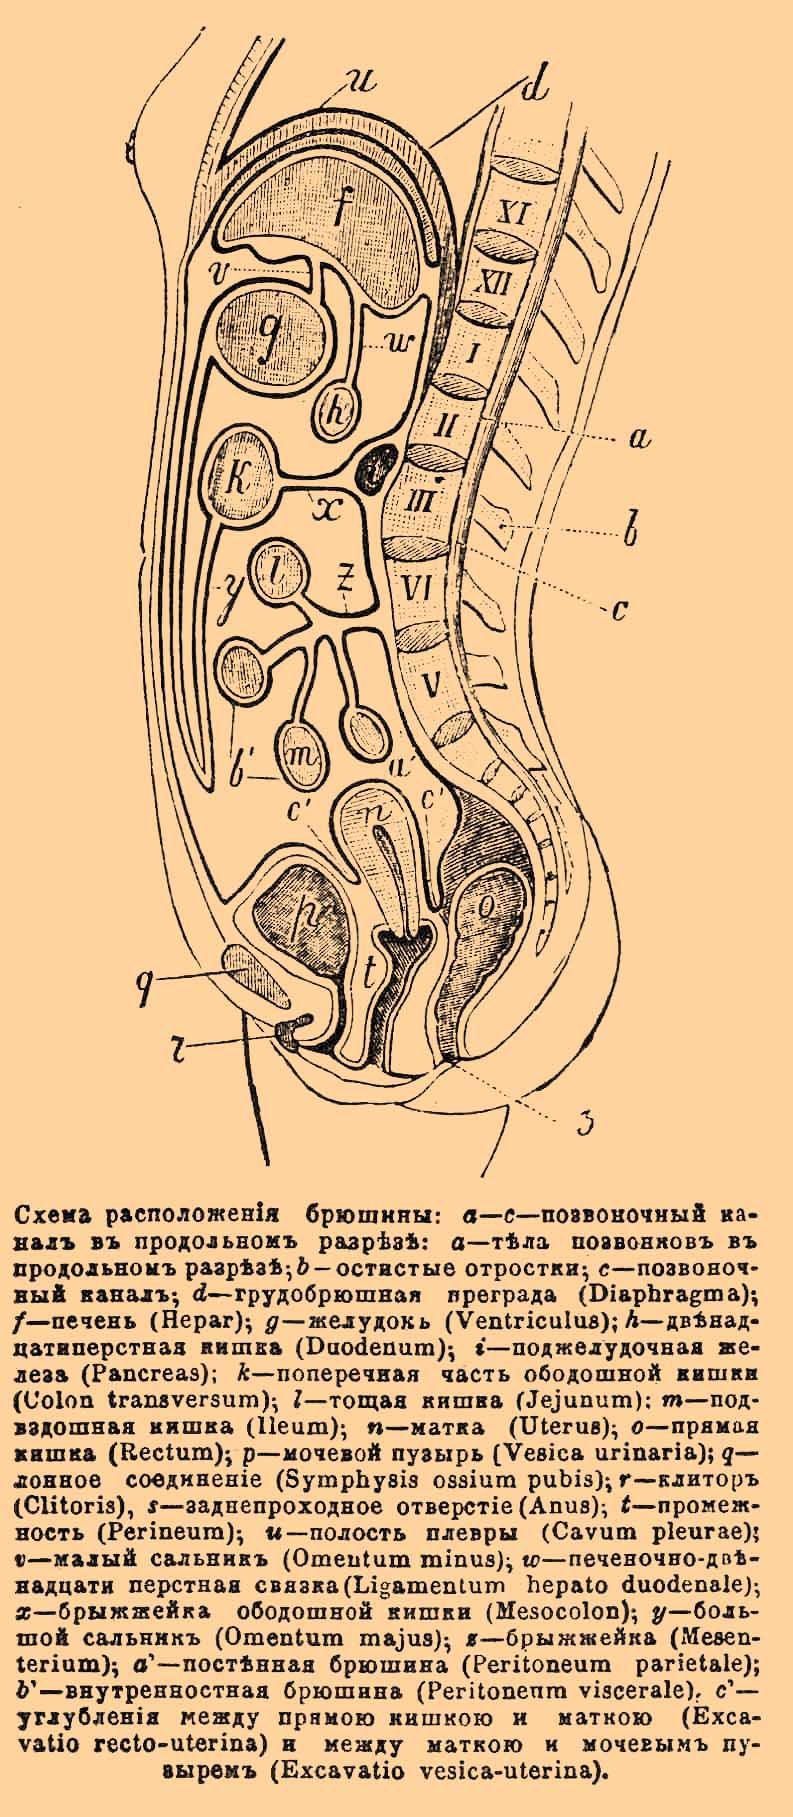 u
d
f
XI
v
XII
g
I
w
h
II
a
k
i
III
x
b
l
z
VI
y
c
V
b'
m
a'
c'
c'
n
p
o
q
t
r
з
Схема расположенія брюшины: a—c—позвоночный ка-
налъ въ продольномъ разрѣзѣ: a—тѣла позвонковъ въ
продольномъ разрѣзѣ; b—остистые отростки; c—позвоноч-
ный каналъ; d—грудобрюшная преграда (Diaphragma);
f—печень (Hepar); g—желудокъ (Ventriculus); h—двѣнад-
цатиперстная кишка (Duodenum); i—поджелудочная же-
леза (Pancreas); k—поперечная часть ободошной кишки
(Colon transversum); l—тощая кишка (Jejunum); m—под-
вздошная кишка (Ileum); n—матка (Uterus); o—прямая
кишка (Rectum); p—мочевой пузырь (Vesica urinaria); q—
лонное соединеніе (Symphysis ossium pubis); r—клиторъ
(Clitoris), s—заднепроходное отверстіе (Anus); t—промеж-
ность (Perineum); u—полость плевры (Cavum pleurae);
v—малый сальникъ (Omentum minus); w—печеночно-двѣ-
надцати перстная связка (Ligamentum hepato duodenale);
x—брыжжейка ободошной кишки (Mesocolon); y—боль-
шой сальникъ (Omentum majus); z—брыжжейка (Mesen-
terium); a'—постѣнная брюшина (Peritoneum parietale);
b'—внутренностная брюшина (Peritoneum viscerale), c'—
углубленія между прямою кишкою и маткою (Exca-
vatio recto-uterina) и между маткою и мочевымъ пу-
зыремъ (Excavatio vesica-uterina).